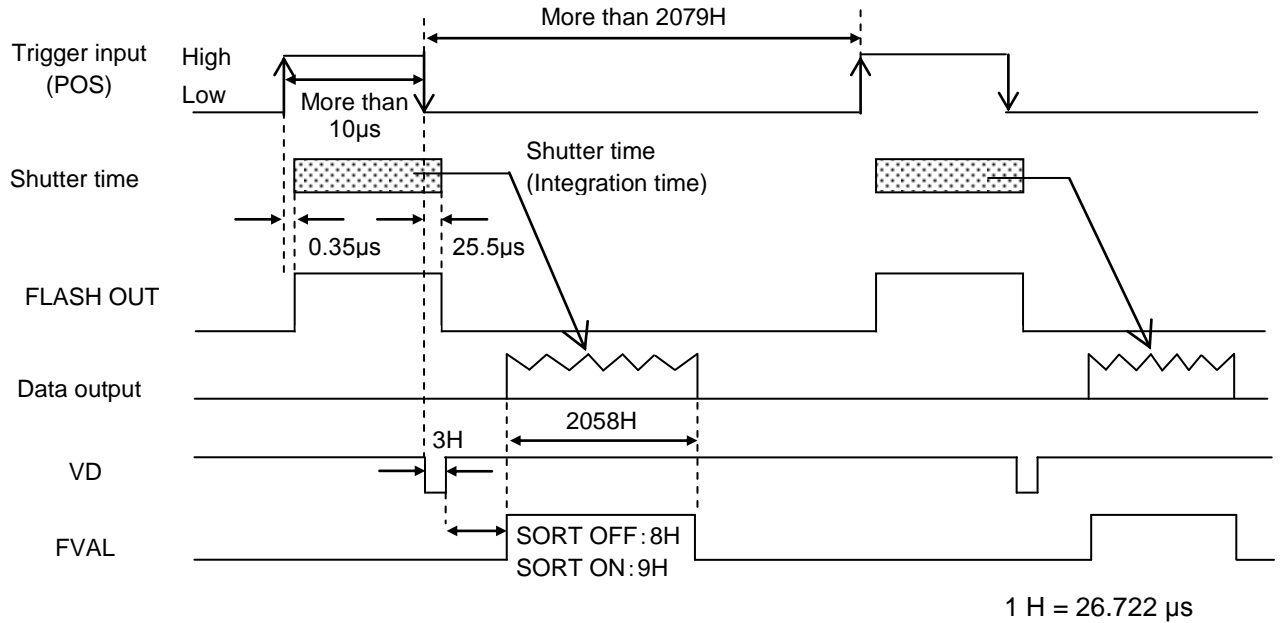 More than 2079H
Trigger input
(POS)
High
Low
More than
10µs
Shutter time
Shutter time
(Integration time)
0.35µs
25.5µs
FLASH OUT
Data output
2058H
3H
VD
FVAL
SORT OFF:8H
SORT ON:9H
1 H = 26.722 µs